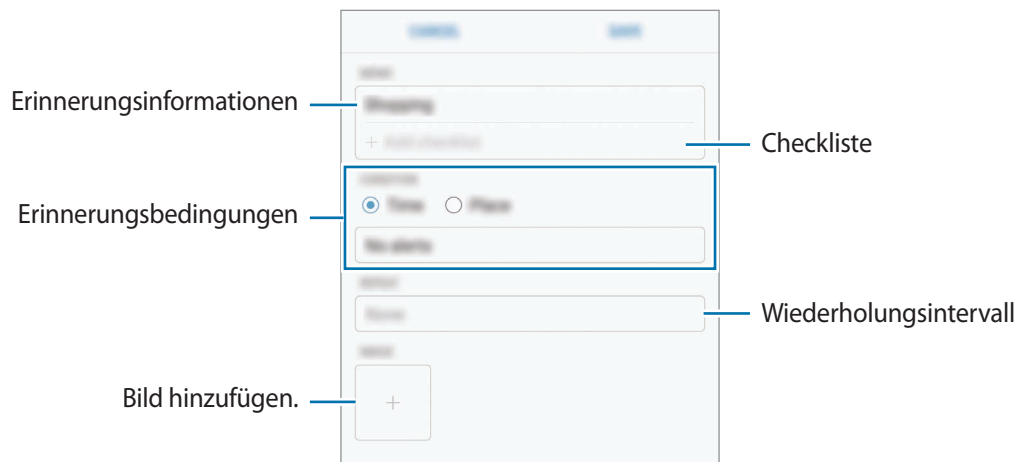 CANCEL
SAVE
Erinnerungsinformationen
Shopping
+ Add checklist
Checkliste
Erinnerungsbedingungen
Time
Place
No alerts
None
Wiederholungsintervall
Bild hinzufügen.
+